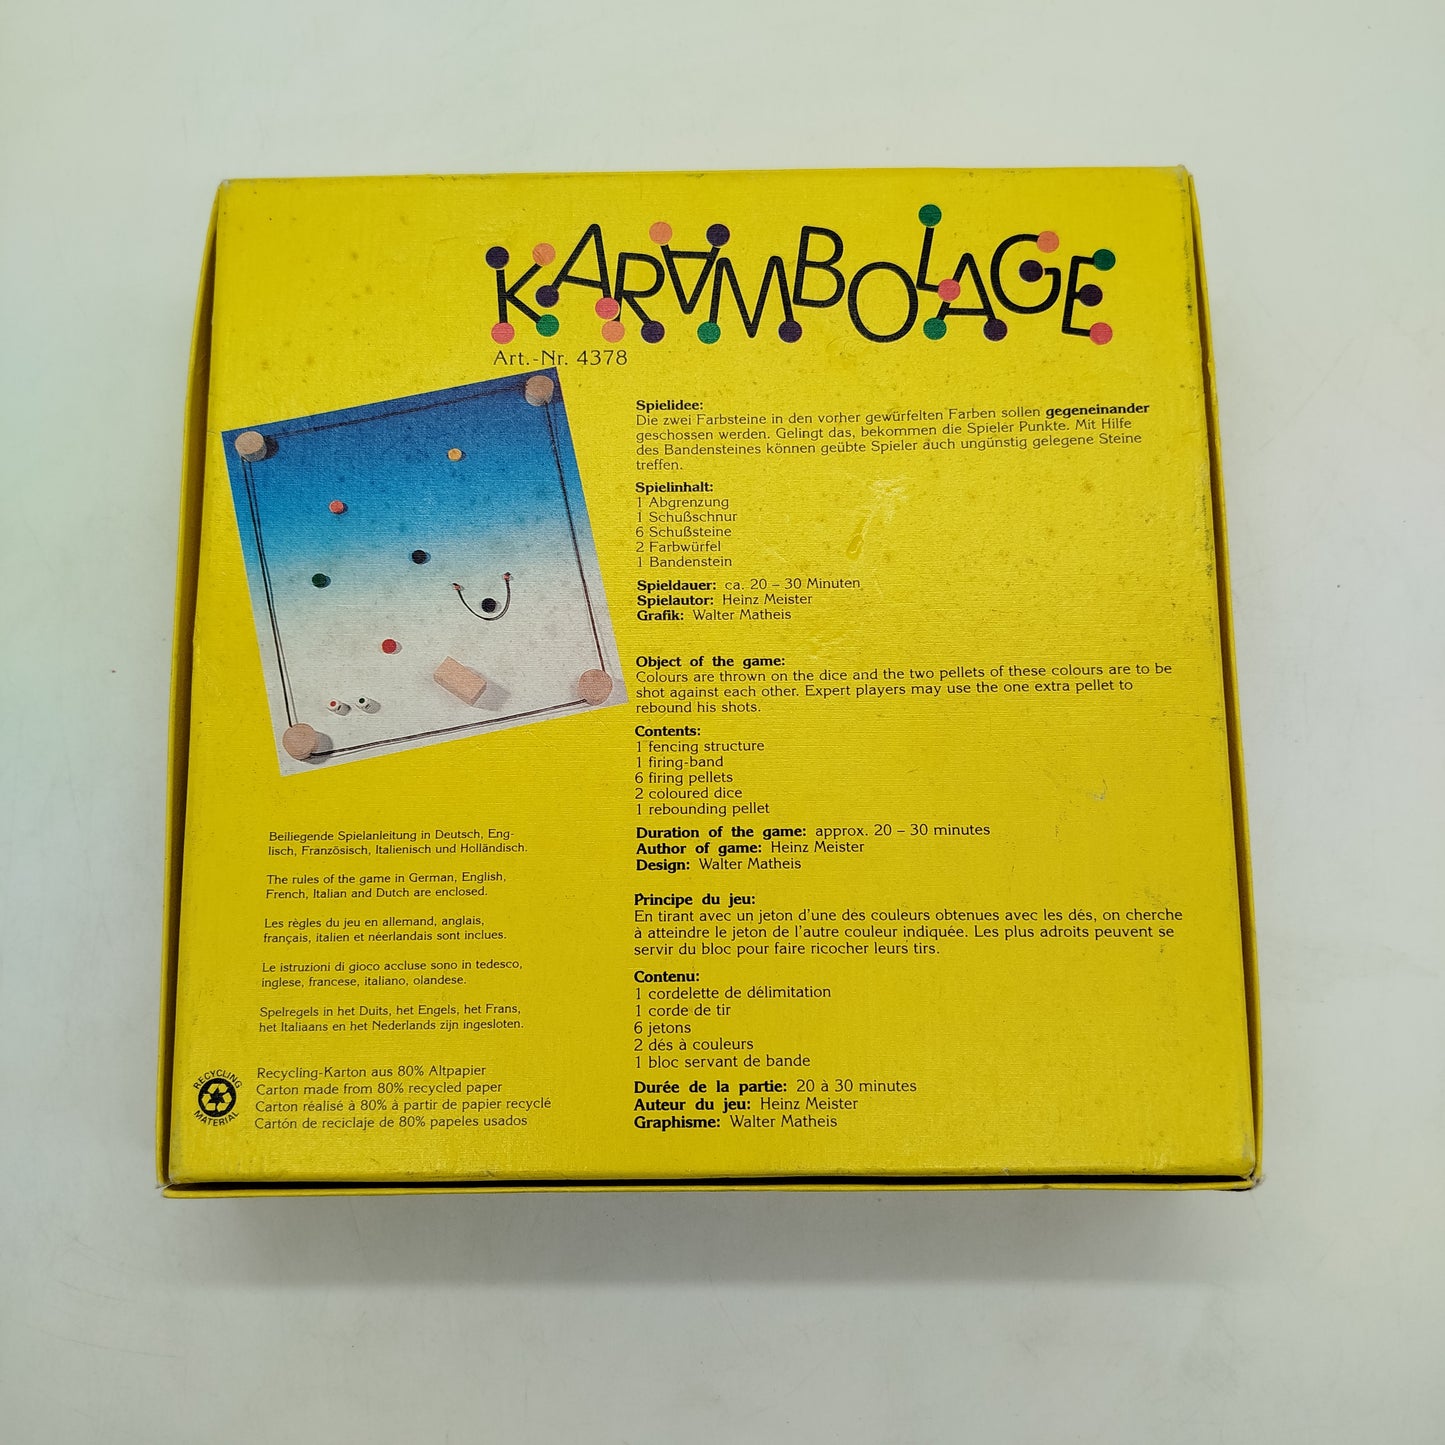 KARAMBOLAGE
Art.-Nr. 4378
Spielidee:
Die zwei Farbsteine in den vorher gewürfelten Farben sollen gegeneinander
geschossen werden. Gelingt das, bekommen die Spieler Punkte. Mit Hilfe
des Bandensteines können geübte Spieler auch ungünstig gelegene Steine
treffen.
Spielinhalt:
1 Abgrenzung
1 Schußschnur
6 Schußsteine
2 Farbwürfel
1 Bandenstein
Spieldauer: ca. 20 – 30 Minuten
Spielautor: Heinz Meister
Grafik: Walter Matheis
Object of the game:
Colours are thrown on the dice and the two pellets of these colours are to be
shot against each other. Expert players may use the one extra pellet to
rebound his shots.
Contents:
1 fencing structure
1 firing-band
6 firing pellets
2 coloured dice
1 rebounding pellet
Duration of the game: approx. 20 – 30 minutes
Author of game: Heinz Meister
Design: Walter Matheis
Principe du jeu:
En tirant avec un jeton d'une des couleurs obtenues avec les dés, on cherche
à atteindre le jeton de l'autre couleur indiquée. Les plus adroits peuvent se
servir du bloc pour faire ricocher leurs tirs.
Contenu:
1 cordelette de délimitation
1 corde de tir
6 jetons
2 dés à couleurs
1 bloc servant de bande
Durée de la partie: 20 à 30 minutes
Auteur du jeu: Heinz Meister
Graphisme: Walter Matheis
Beiliegende Spielanleitung in Deutsch, Eng-
lisch, Französisch, Italienisch und Holländisch.
The rules of the game in German, English,
French, Italian and Dutch are enclosed.
Les règles du jeu en allemand, anglais,
français, italien et néerlandais sont inclues.
Le istruzioni di gioco accluse sono in tedesco,
inglese, francese, italiano, olandese.
Spelregels in het Duits, het Engels, het Frans,
het Italiaans en het Nederlands zijn ingesloten.
RECYCLING
MATERIAL
Recycling-Karton aus 80% Altpapier
Carton made from 80% recycled paper
Carton réalisé à 80% à partir de papier recyclé
Cartón de reciclaje de 80% papeles usados